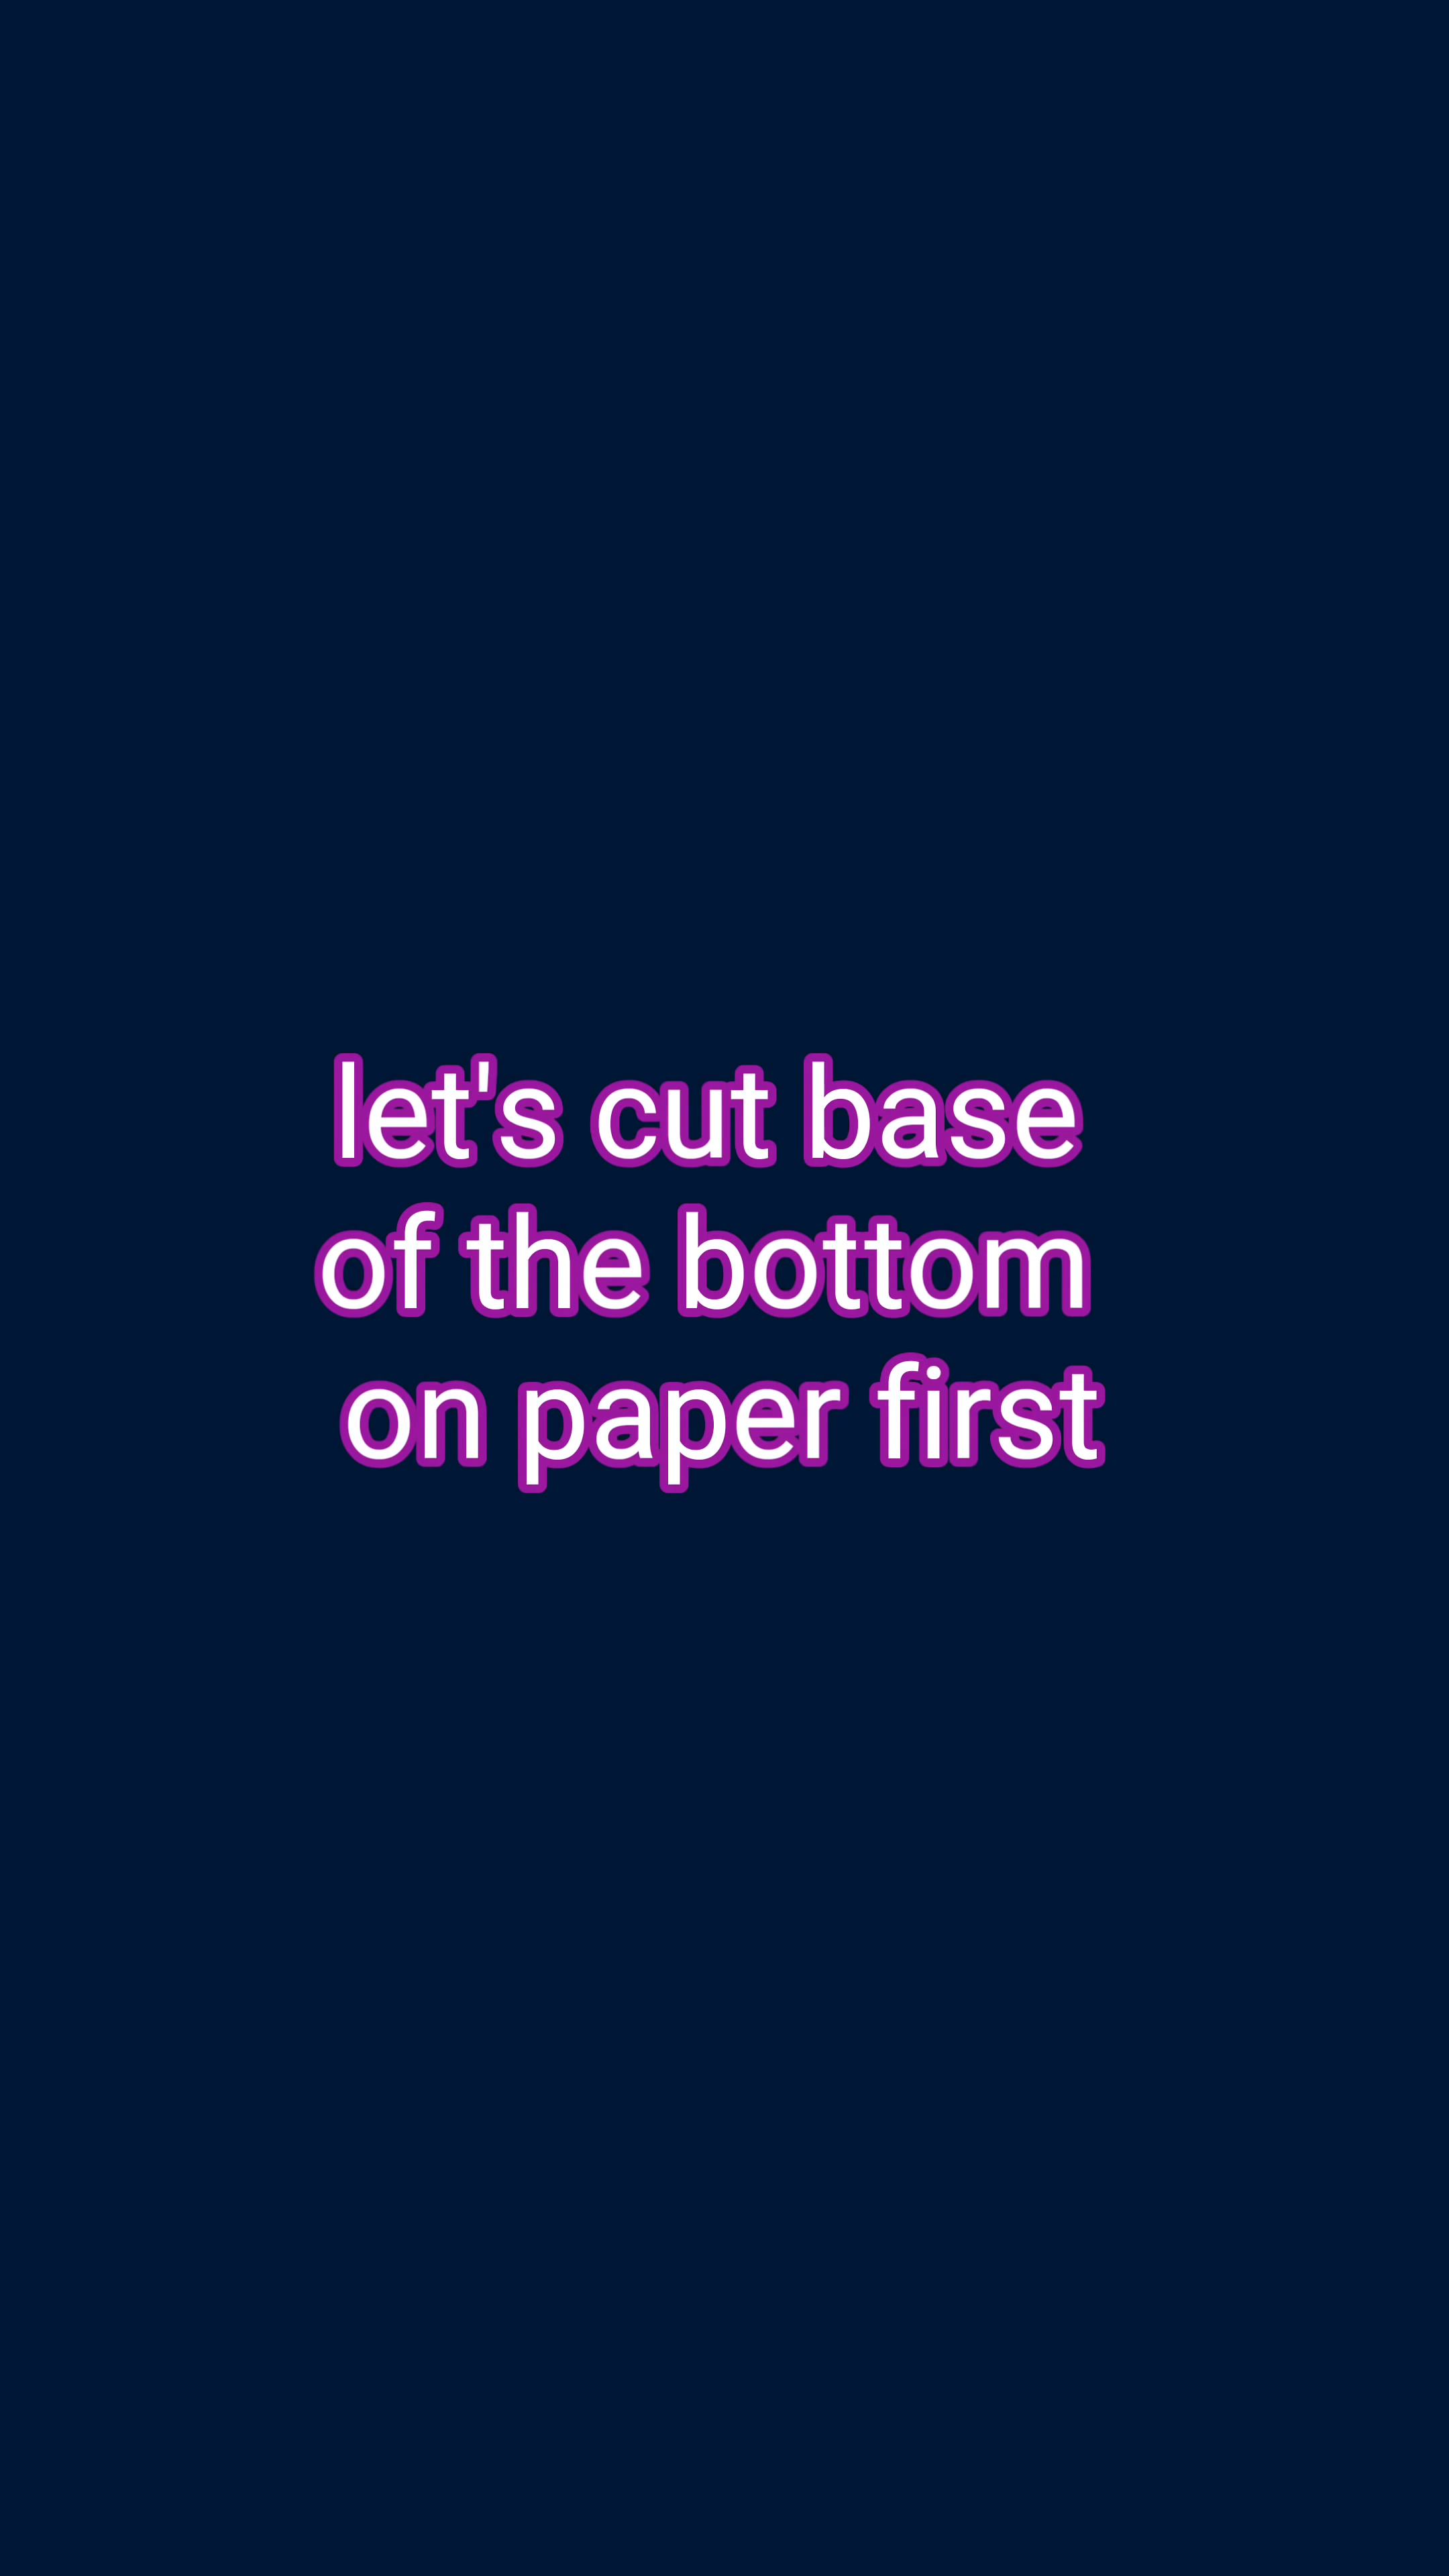 let's cut base
of the bottom
on paper first